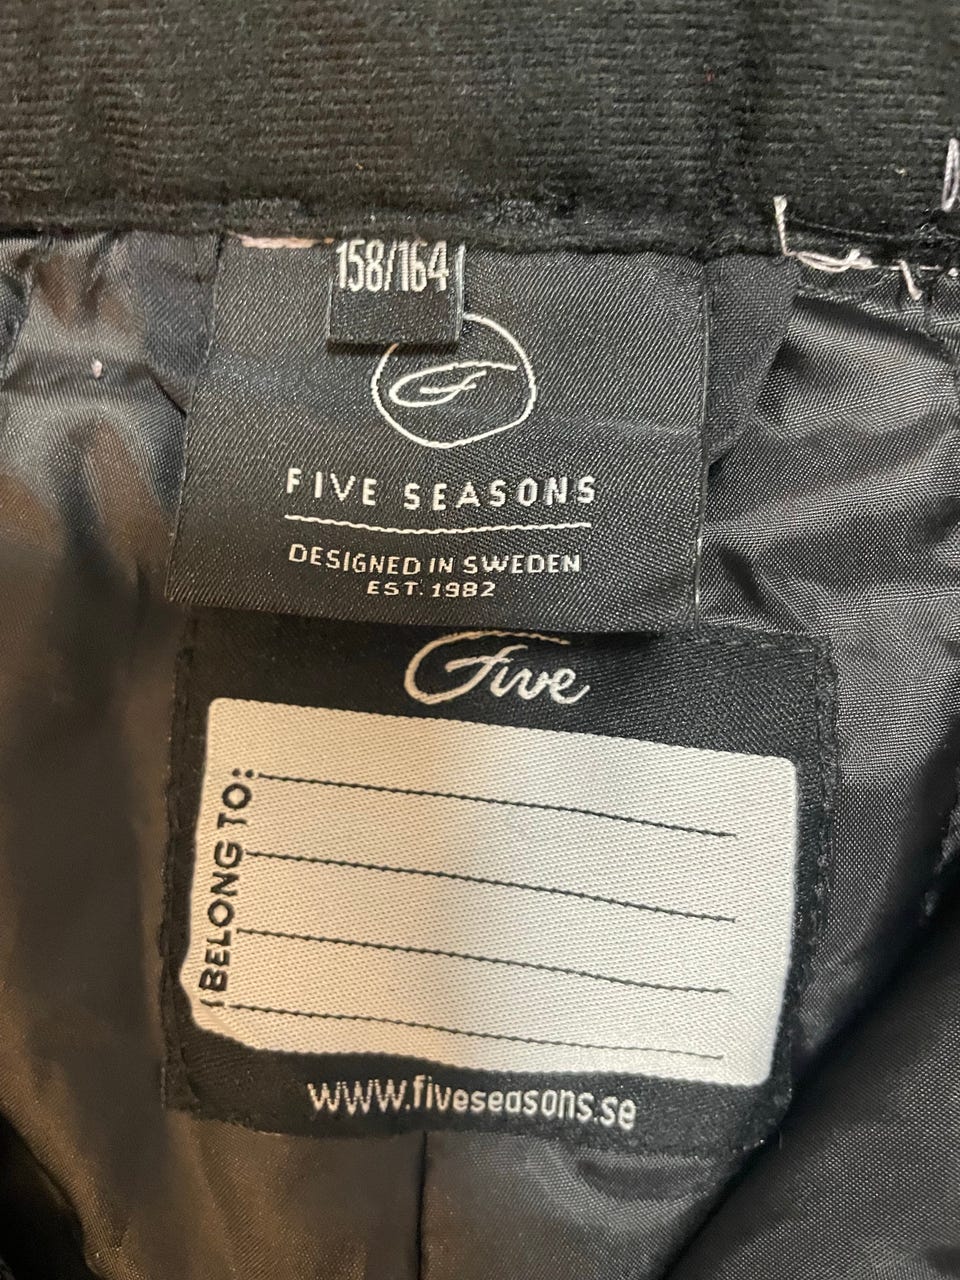 158/164
F
FIVE SEASONS
DESIGNED IN SWEDEN
EST. 1982
Five
I BELONG TO:
www.fiveseasons.se